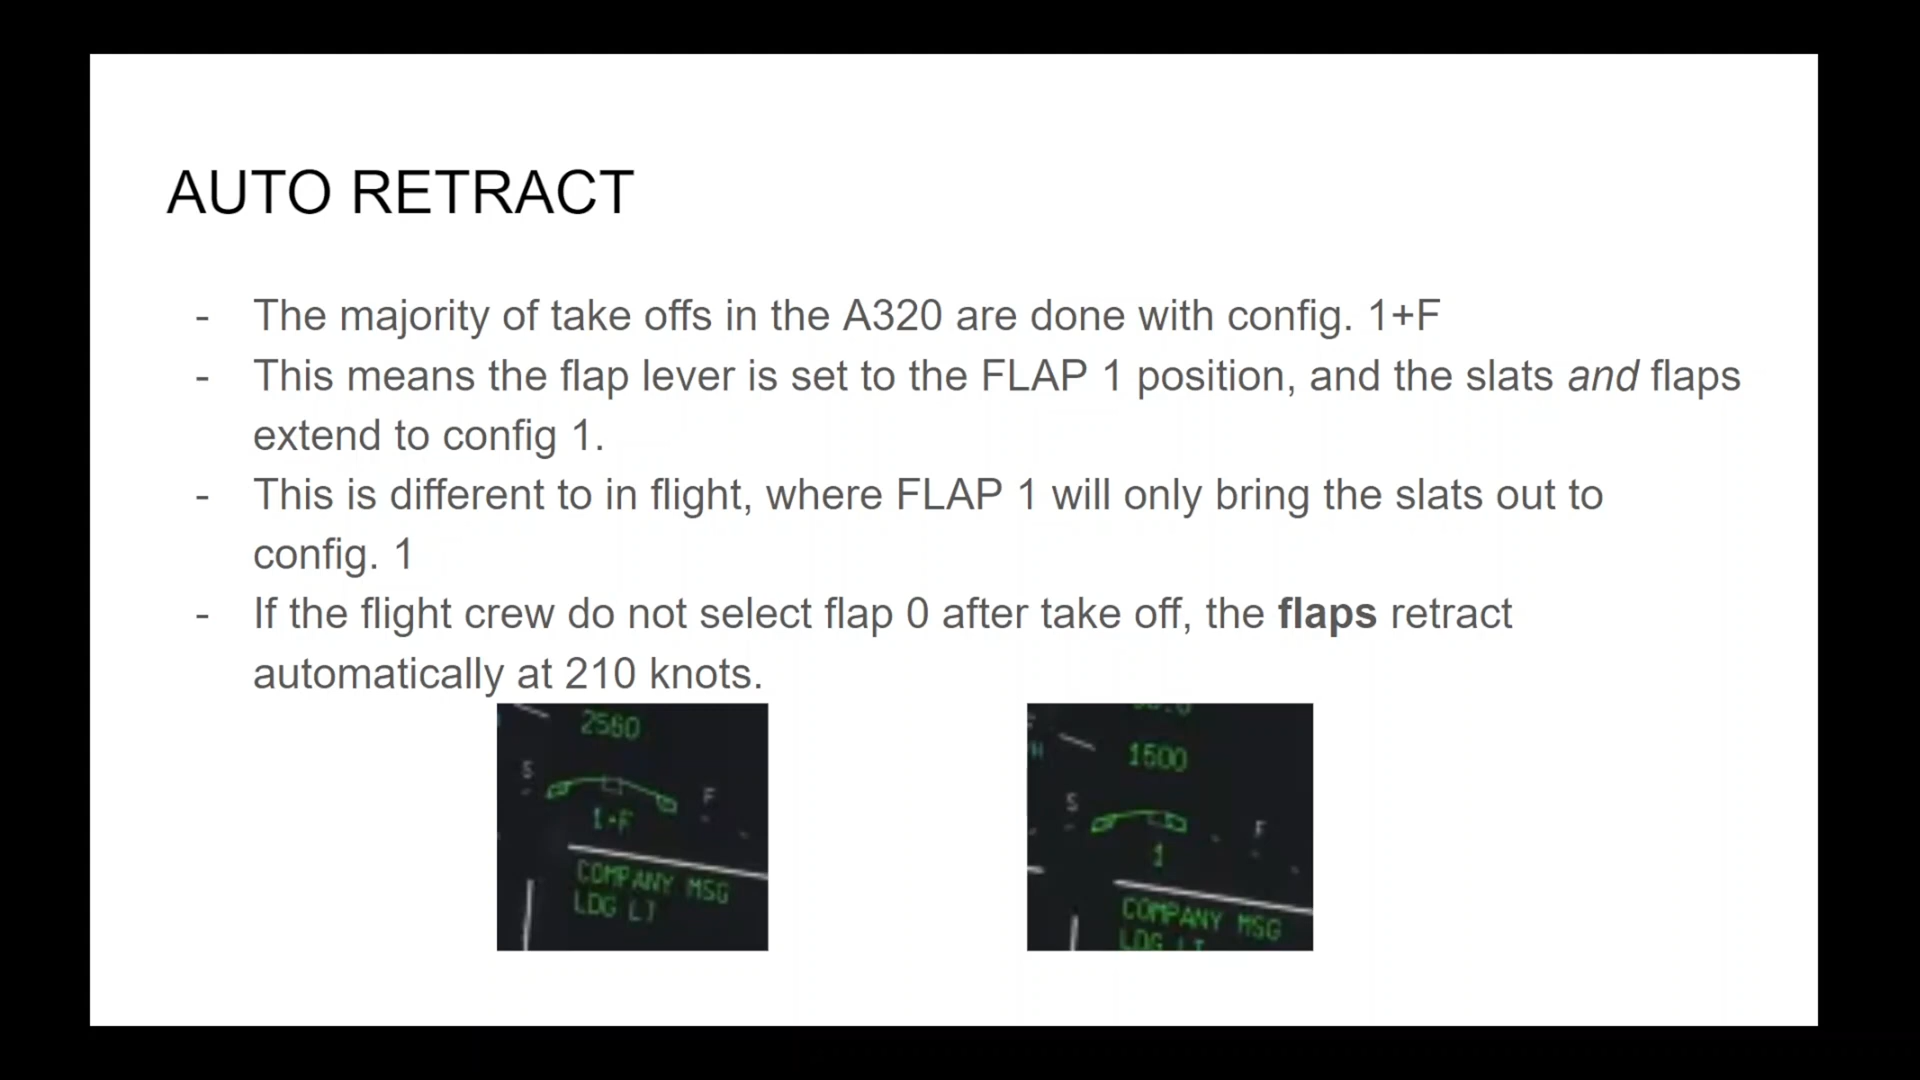 AUTO RETRACT
- The majority of take offs in the A320 are done with config. 1+F
- This means the flap lever is set to the FLAP 1 position, and the slats and flaps
extend to config 1.
- This is different to in flight, where FLAP 1 will only bring the slats out to
config. 1
- If the flight crew do not select flap 0 after take off, the flaps retract
automatically at 210 knots.
2560
S F
1+F
COMPANY MSG
LDG LT
1500
S F
1
COMPANY MSG
LDG LT